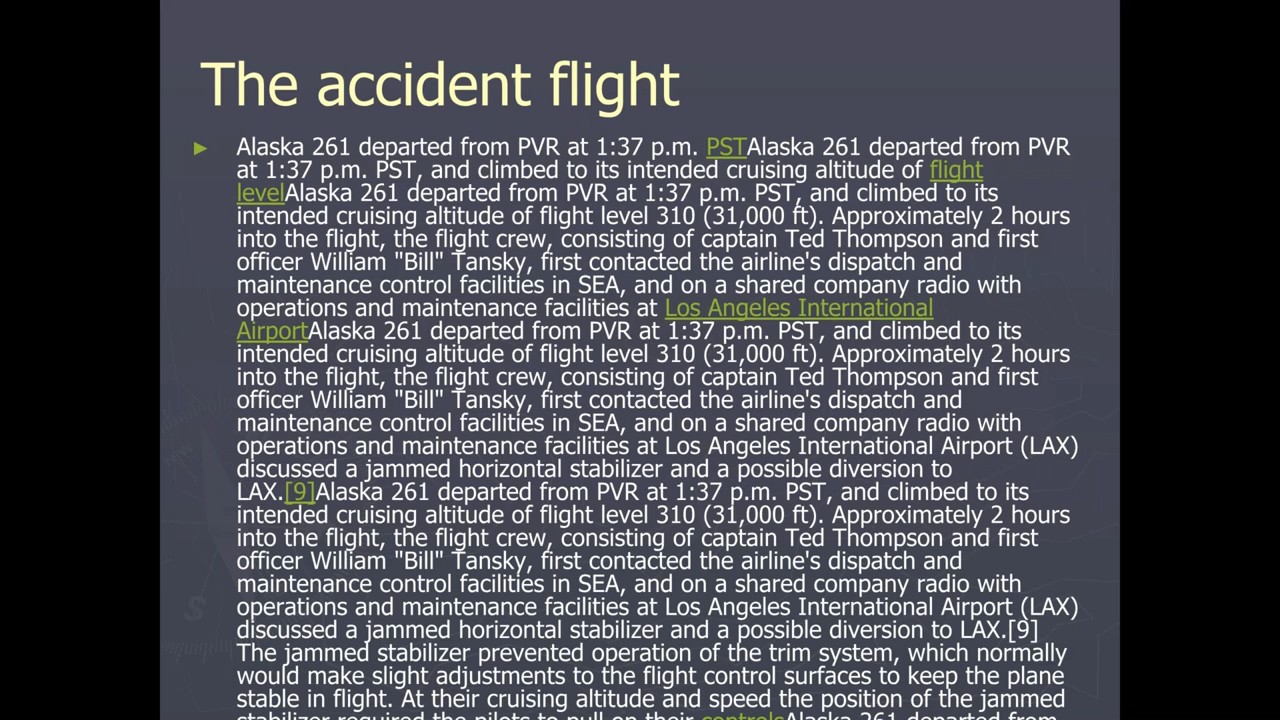 The accident flight
Alaska 261 departed from PVR at 1:37 p.m. PSTAlaska 261 departed from PVR
at 1:37 p.m. PST, and climbed to its intended cruising altitude of flight
levelAlaska 261 departed from PVR at 1:37 p.m. PST, and climbed to its
intended cruising altitude of flight level 310 (31,000 ft). Approximately 2 hours
into the flight, the flight crew, consisting of captain Ted Thompson and first
officer William "Bill" Tansky, first contacted the airline's dispatch and
maintenance control facilities in SEA, and on a shared company radio with
operations and maintenance facilities at Los Angeles International
AirportAlaska 261 departed from PVR at 1:37 p.m. PST, and climbed to its
intended cruising altitude of flight level 310 (31,000 ft). Approximately 2 hours
into the flight, the flight crew, consisting of captain Ted Thompson and first
officer William "Bill" Tansky, first contacted the airline's dispatch and
maintenance control facilities in SEA, and on a shared company radio with
operations and maintenance facilities at Los Angeles International Airport (LAX)
discussed a jammed horizontal stabilizer and a possible diversion to
LAX.[9]Alaska 261 departed from PVR at 1:37 p.m. PST, and climbed to its
intended cruising altitude of flight level 310 (31,000 ft). Approximately 2 hours
into the flight, the flight crew, consisting of captain Ted Thompson and first
officer William "Bill" Tansky, first contacted the airline's dispatch and
maintenance control facilities in SEA, and on a shared company radio with
operations and maintenance facilities at Los Angeles International Airport (LAX)
discussed a jammed horizontal stabilizer and a possible diversion to LAX.[9]
The jammed stabilizer prevented operation of the trim system, which normally
would make slight adjustments to the flight control surfaces to keep the plane
stable in flight. At their cruising altitude and speed the position of the jammed
stabilizer required the pilots to pull on their controlsAlaska 261 departed from